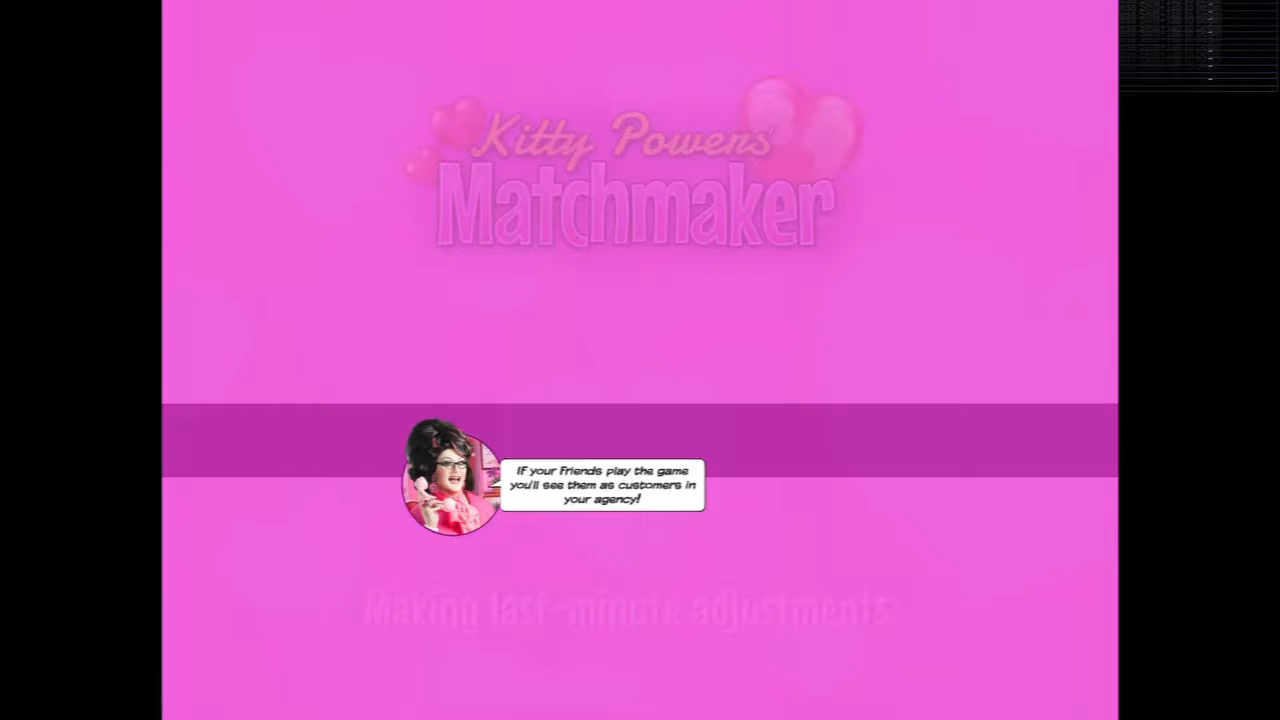 Kitty Powers'
Matchmaker
IF your Friends play the game
you'll see them as customers in
your agency!
Making last-minute adjustments